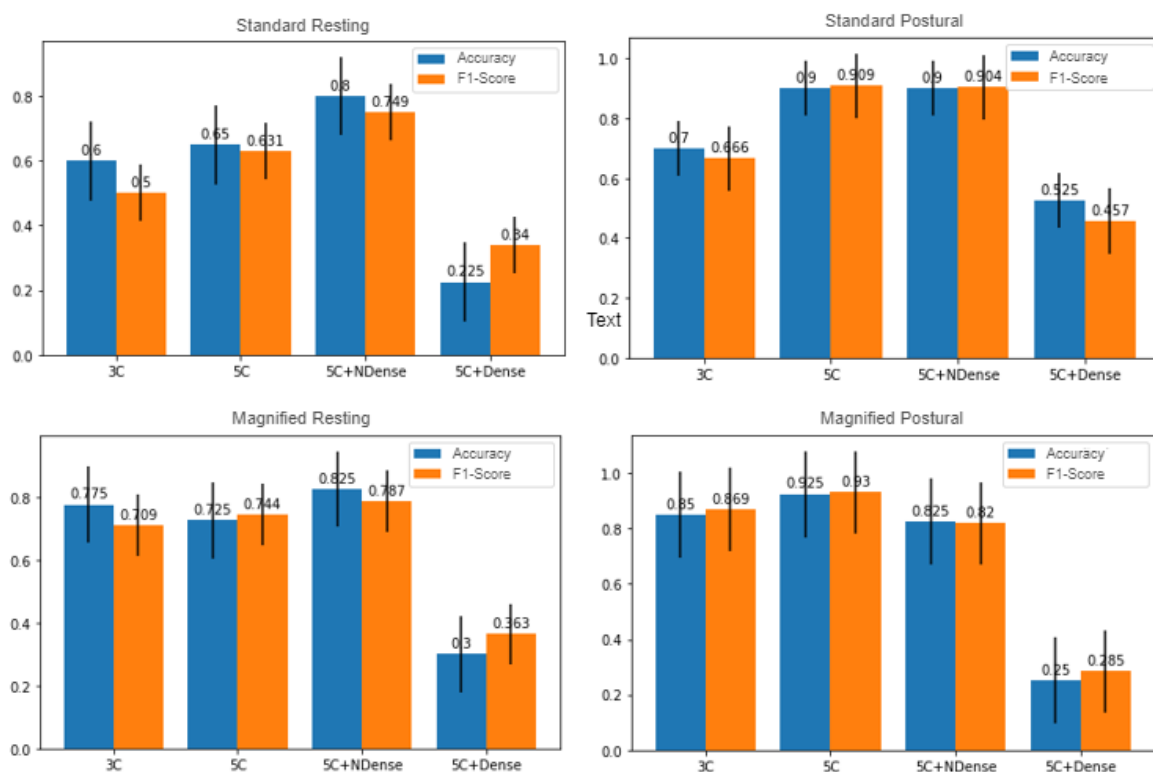 Standard Resting
Accuracy
F1-Score
0.8
0.6
0.4
0.2
0.0
0.6
0.5
0.65
0.631
0.8
0.749
0.225
0.34
3C
5C
5C+NDense
5C+Dense
Standard Postural
Accuracy
F1-Score
1.0
0.8
0.6
0.4
0.2
Text
0.0
0.7
0.666
0.9
0.909
0.9
0.904
0.525
0.457
3C
5C
5C+NDense
5C+Dense
Magnified Resting
Accuracy
F1-Score
0.8
0.6
0.4
0.2
0.0
0.775
0.709
0.725
0.744
0.825
0.787
0.3
0.363
3C
5C
5C+NDense
5C+Dense
Magnified Postural
Accuracy
F1-Score
1.0
0.8
0.6
0.4
0.2
0.0
0.85
0.869
0.925
0.93
0.825
0.82
0.25
0.285
3C
5C
5C+NDense
5C+Dense